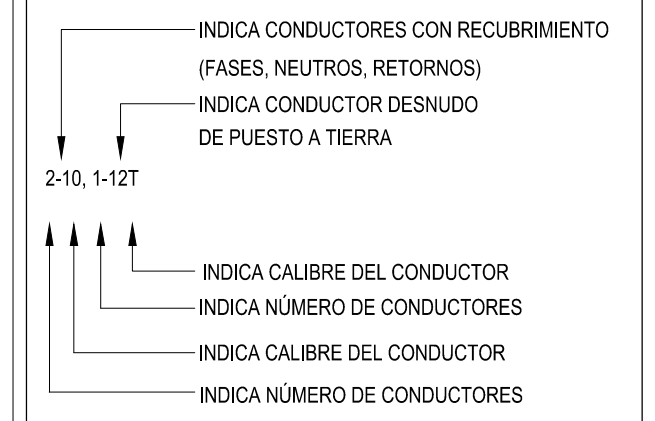 INDICA CONDUCTORES CON RECUBRIMIENTO
(FASES, NEUTROS, RETORNOS)
INDICA CONDUCTOR DESNUDO
DE PUESTO A TIERRA
2-10, 1-12T
INDICA CALIBRE DEL CONDUCTOR
INDICA NÚMERO DE CONDUCTORES
INDICA CALIBRE DEL CONDUCTOR
INDICA NÚMERO DE CONDUCTORES